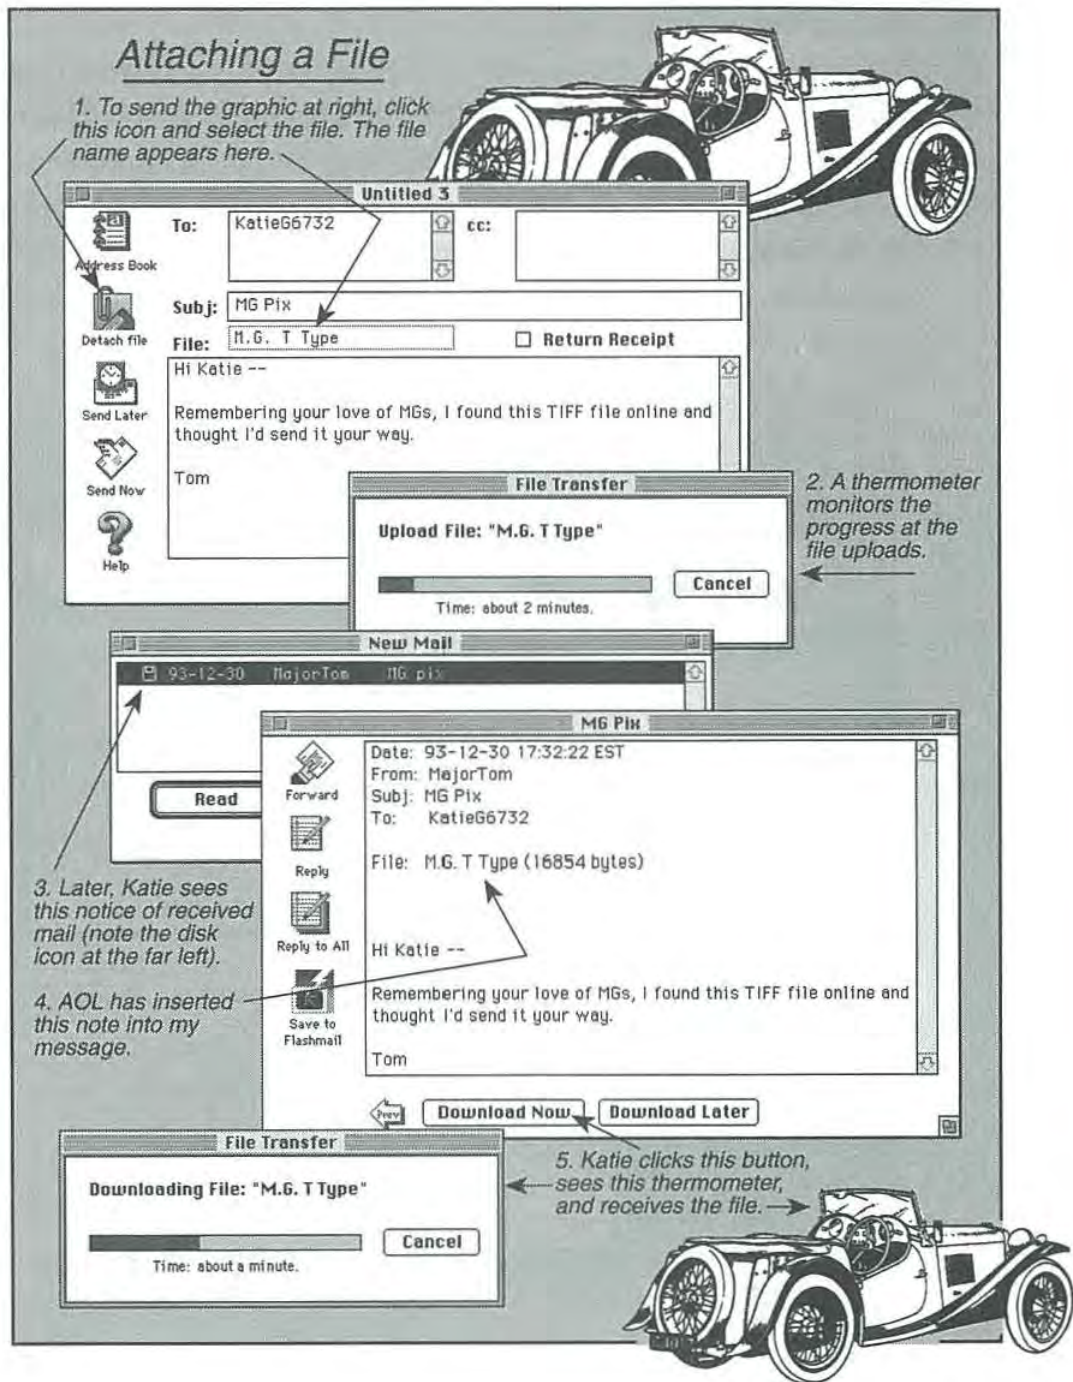 Attaching a File
1. To send the graphic at right, click
this icon and select the file. The file
name appears here.
Untitled 3
Address Book
To: KatieG6732 cc:
Subj: MG Pix
Detach file
File: M.G. T Type Return Receipt
Hi Katie --
Send Later
Remembering your love of MGs, I found this TIFF file online and
thought I'd send it your way.
Send Now
Tom
Help
File Transfer
Upload File: "M.G. T Type"
Cancel
Time: about 2 minutes.
2. A thermometer
monitors the
progress at the
file uploads.
New Mail
93-12-30 MajorTom MG pix
Read
MG Pix
Forward
Reply
Reply to All
Save to
Flashmail
Date: 93-12-30 17:32:22 EST
From: MajorTom
Subj: MG Pix
To: KatieG6732
File: M.G. T Type (16854 bytes)
Hi Katie --
Remembering your love of MGs, I found this TIFF file online and
thought I'd send it your way.
Tom
Prev Download Now Download Later
3. Later, Katie sees
this notice of received
mail (note the disk
icon at the far left).
4. AOL has inserted
this note into my
message.
File Transfer
Downloading File: "M.G. T Type"
Cancel
Time: about a minute.
5. Katie clicks this button,
sees this thermometer,
and receives the file.